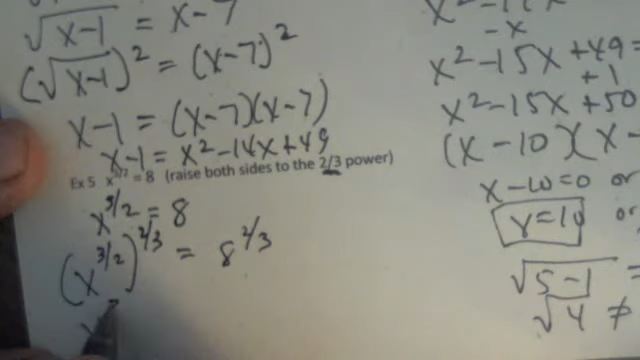 √x-1 = x-7
(√x-1)² = (x-7)²
x-1 = (x-7)(x-7)
x-1 = x²-14x+49
Ex 5 x^3/2 = 8 (raise both sides to the 2/3 power)
x^3/2 = 8
(x^3/2)^2/3 = 8^2/3
x
-x
x²-15x+49=
+1
x²-15x+50
(x-10)(x-
x-10=0 or
x=10 or
√5-1 =
√4 ≠